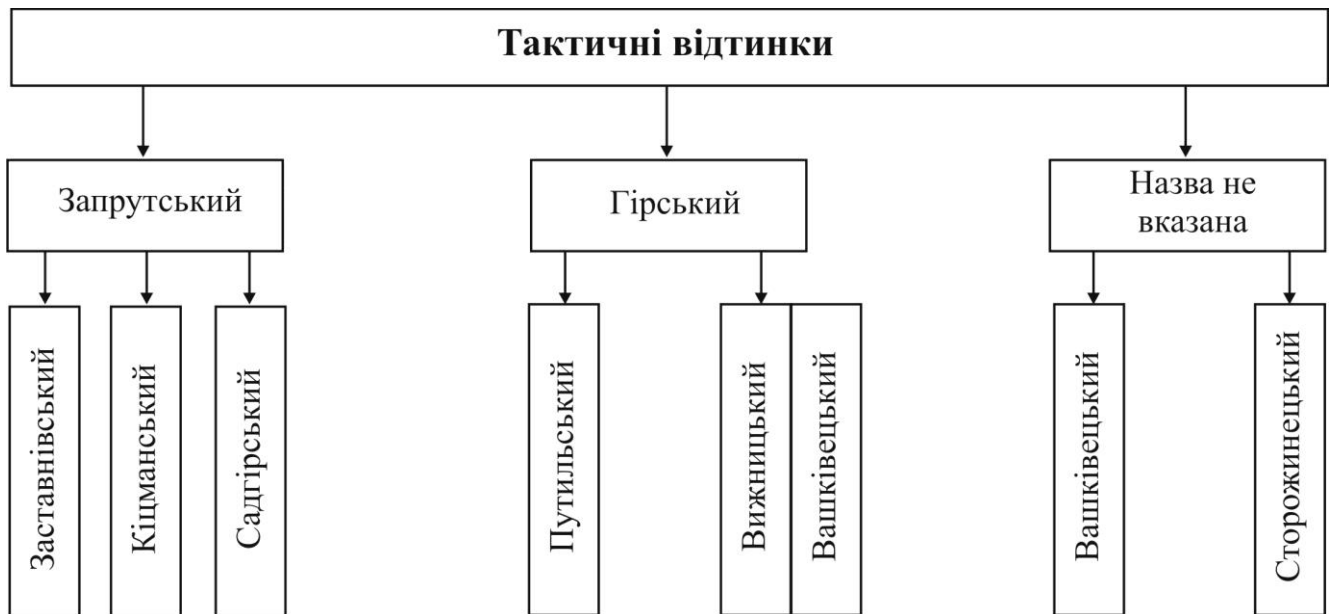 Тактичні відтинки
Запрутський
Гірський
Назва не
вказана
Заставнівський
Кіцманський
Садгірський
Путильський
Вижницький
Вашківецький
Вашківецький
Сторожинецький